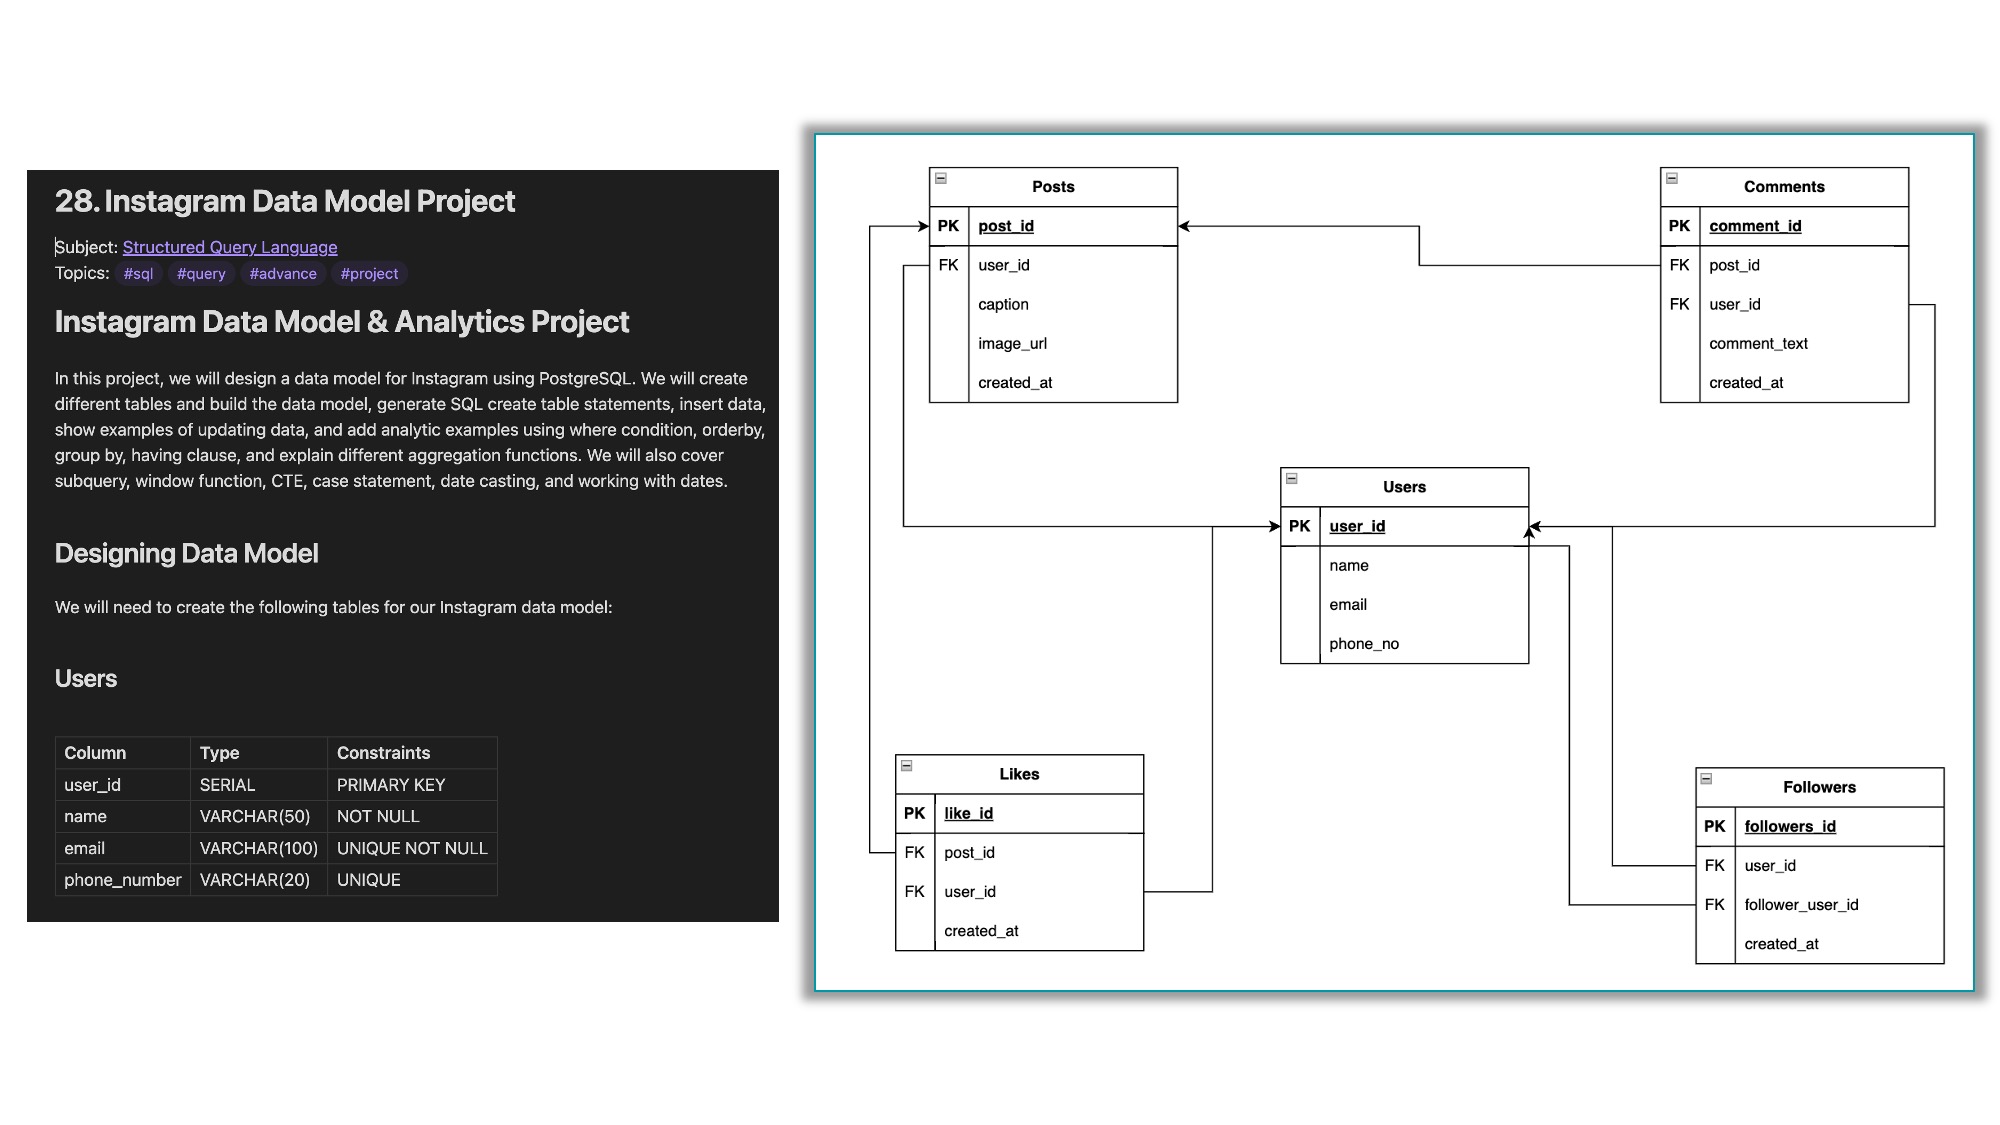 28. Instagram Data Model Project
Subject: Structured Query Language
Topics: #sql #query #advance #project
Instagram Data Model & Analytics Project
In this project, we will design a data model for Instagram using PostgreSQL. We will create
different tables and build the data model, generate SQL create table statements, insert data,
show examples of updating data, and add analytic examples using where condition, orderby,
group by, having clause, and explain different aggregation functions. We will also cover
subquery, window function, CTE, case statement, date casting, and working with dates.
Designing Data Model
We will need to create the following tables for our Instagram data model:
Users
Column Type Constraints
user_id SERIAL PRIMARY KEY
name VARCHAR(50) NOT NULL
email VARCHAR(100) UNIQUE NOT NULL
phone_number VARCHAR(20) UNIQUE
Posts
PK post_id
FK user_id
caption
image_url
created_at
Comments
PK comment_id
FK post_id
FK user_id
comment_text
created_at
Users
PK user_id
name
email
phone_no
Likes
PK like_id
FK post_id
FK user_id
created_at
Followers
PK followers_id
FK user_id
FK follower_user_id
created_at